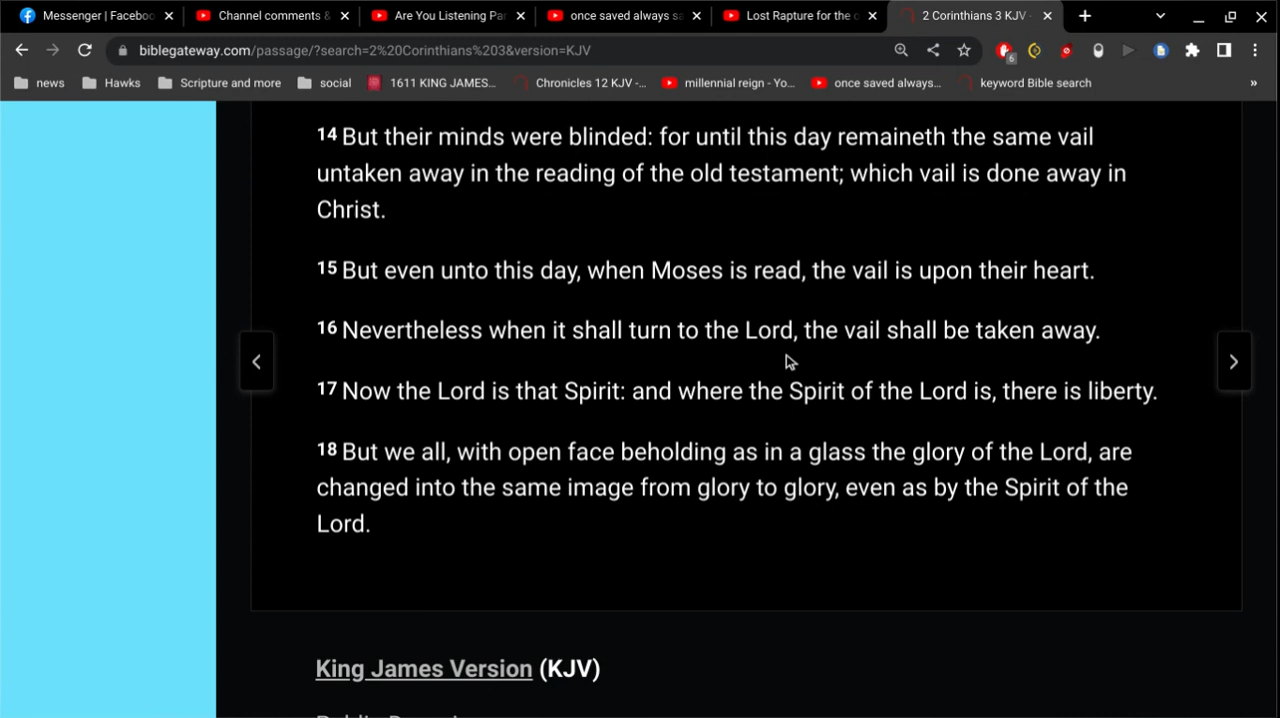 Messenger | Faceboo
Channel comments &
Are You Listening Par
once saved always sa
Lost Rapture for the c
2 Corinthians 3 KJV -
biblegateway.com/passage/?search=2%20Corinthians%203&version=KJV
6
news
Hawks
Scripture and more
social
1611 KING JAMES...
Chronicles 12 KJV -...
millennial reign - Yo...
once saved always...
keyword Bible search
»
14 But their minds were blinded: for until this day remaineth the same vail
untaken away in the reading of the old testament; which vail is done away in
Christ.
15 But even unto this day, when Moses is read, the vail is upon their heart.
16 Nevertheless when it shall turn to the Lord, the vail shall be taken away.
17 Now the Lord is that Spirit: and where the Spirit of the Lord is, there is liberty.
18 But we all, with open face beholding as in a glass the glory of the Lord, are
changed into the same image from glory to glory, even as by the Spirit of the
Lord.
King James Version (KJV)